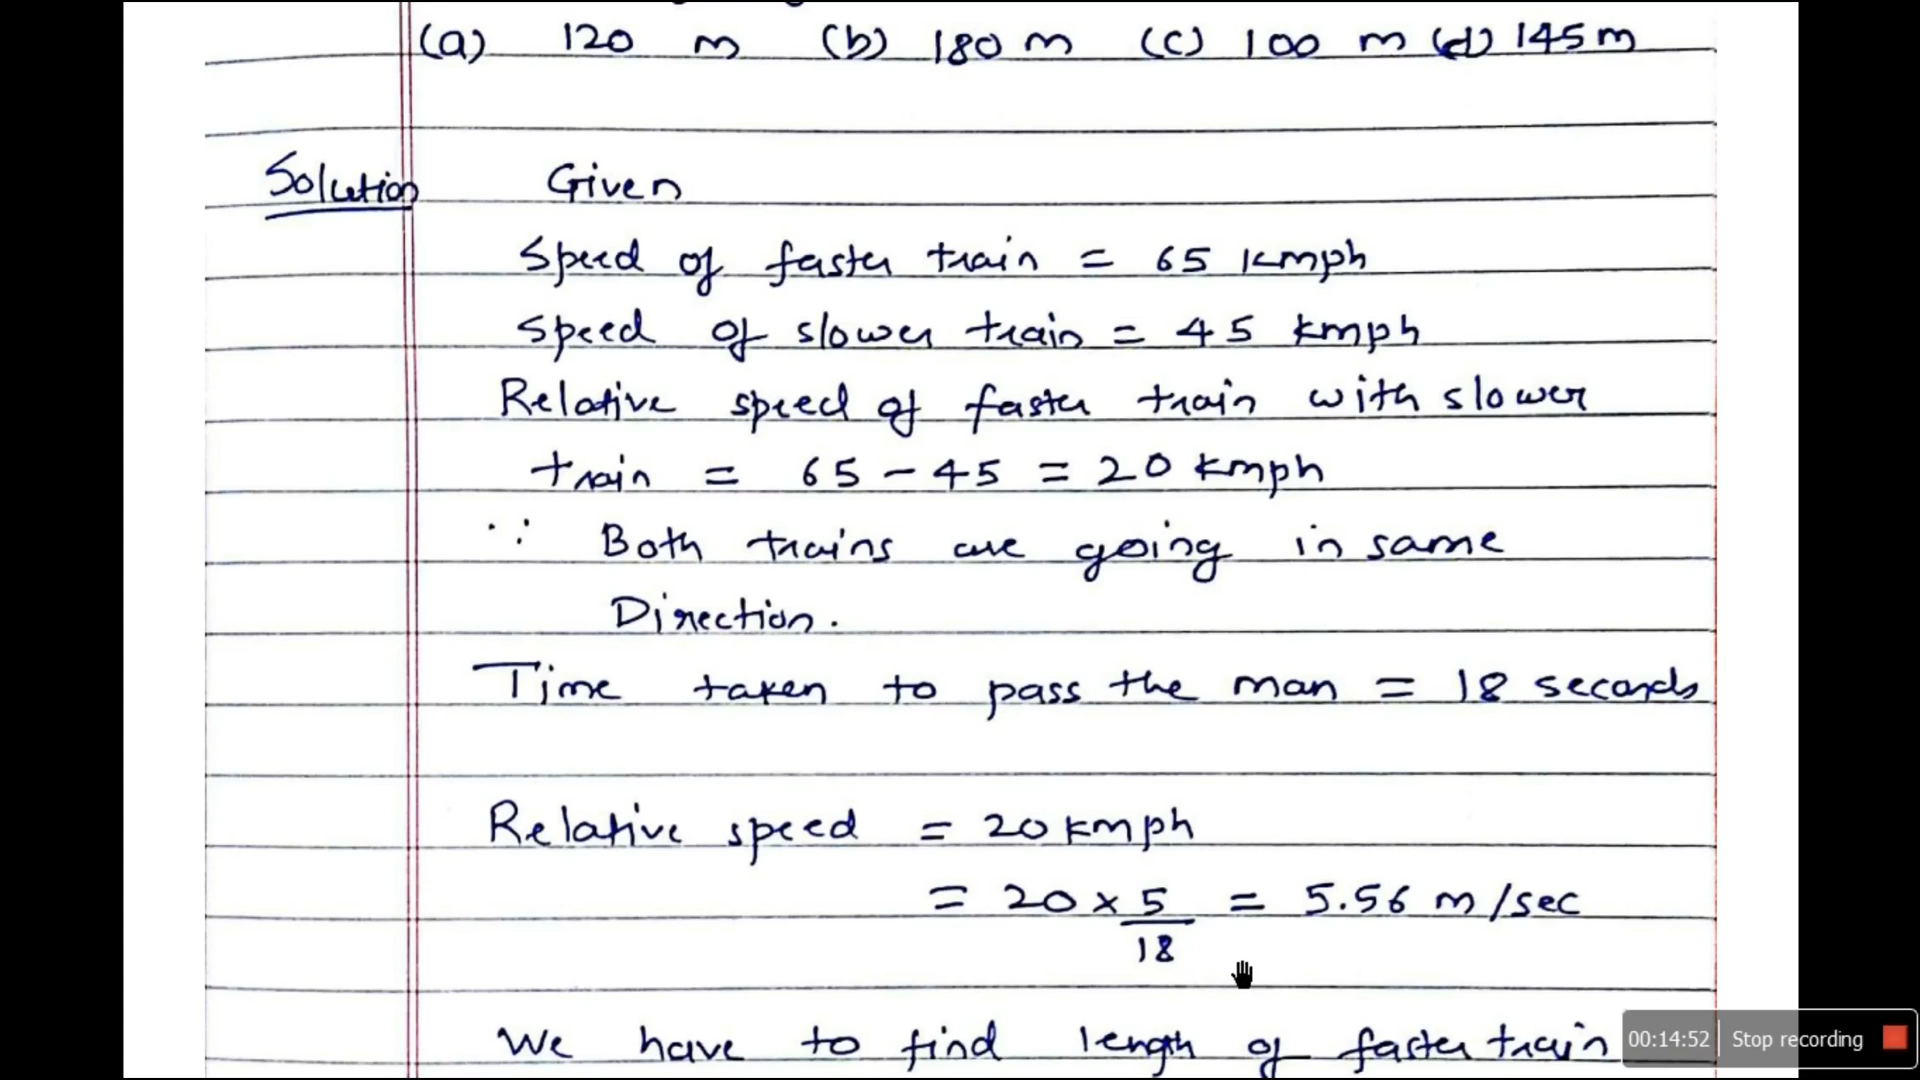 (a) 120 m (b) 180 m (c) 100 m (d) 145 m
Solution Given
Speed of faster train = 65 kmph
Speed of slower train = 45 kmph
Relative speed of faster train with slower
train = 65 - 45 = 20 kmph
∵ Both trains are going in same
Direction.
Time taken to pass the man = 18 seconds
Relative speed = 20 kmph
= 20 × 5/18 = 5.56 m/sec
We have to find length of faster train
00:14:52 Stop recording